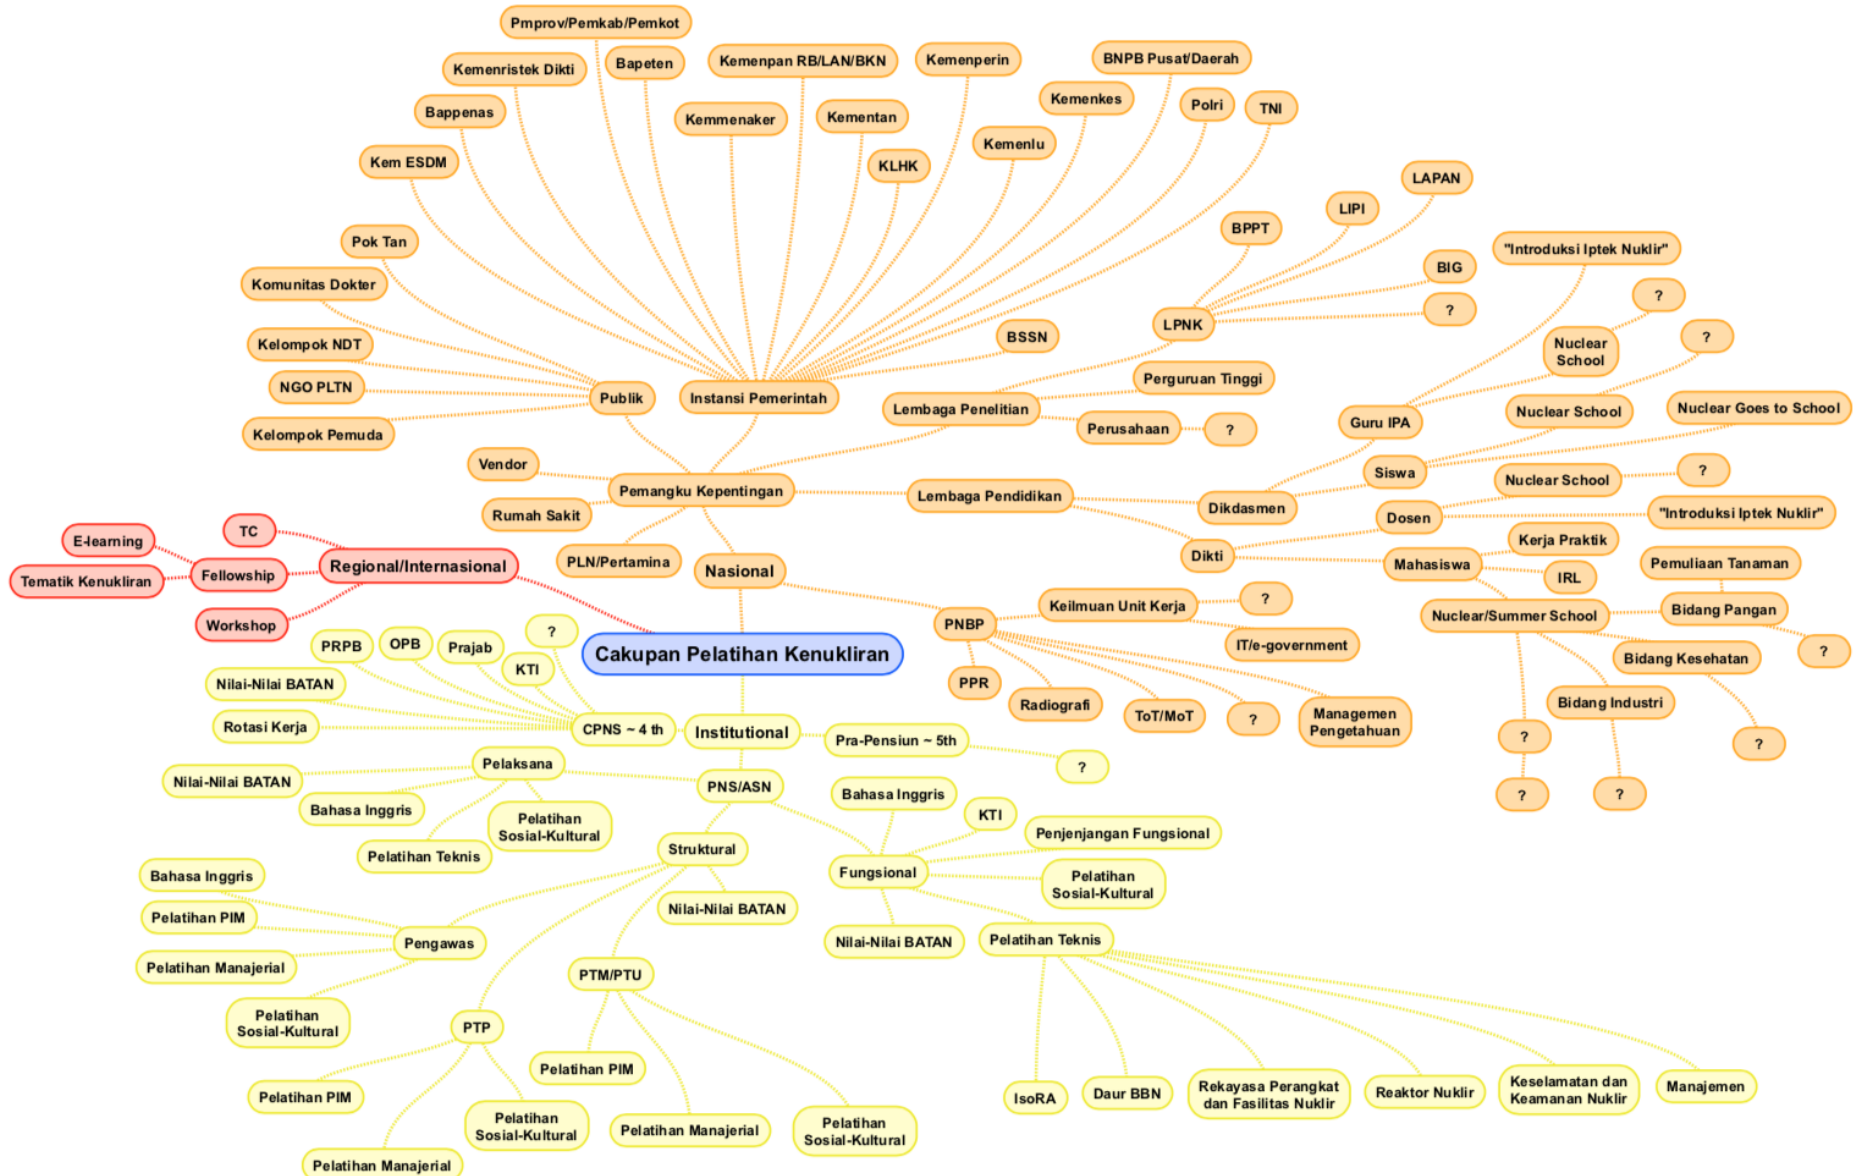 Pmprov/Pemkab/Pemkot
Kemenristek Dikti
Bapeten
Kemenpan RB/LAN/BKN
Kemenperin
BNPB Pusat/Daerah
Bappenas
Kemmenaker
Kementan
Kemenkes
Polri
TNI
Kem ESDM
KLHK
Kemenlu
LAPAN
LIPI
BPPT
Pok Tan
"Introduksi Iptek Nuklir"
Komunitas Dokter
BIG
?
?
LPNK
Kelompok NDT
BSSN
Nuclear
School
?
NGO PLTN
Publik
Instansi Pemerintah
Perguruan Tinggi
Lembaga Penelitian
Nuclear School
Nuclear Goes to School
Kelompok Pemuda
Perusahaan
?
Guru IPA
Vendor
Siswa
Pemangku Kepentingan
Lembaga Pendidikan
Nuclear School
?
Rumah Sakit
Dikdasmen
Dosen
"Introduksi Iptek Nuklir"
TC
E-learning
Kerja Praktik
Regional/Internasional
PLN/Pertamina
Nasional
Dikti
Mahasiswa
Pemuliaan Tanaman
Tematik Kenukliran
Fellowship
IRL
Workshop
Keilmuan Unit Kerja
?
Nuclear/Summer School
Bidang Pangan
PNBP
IT/e-government
?
PRPB
OPB
Prajab
?
KTI
Cakupan Pelatihan Kenukliran
Bidang Kesehatan
Nilai-Nilai BATAN
PPR
Radiografi
ToT/MoT
?
Managemen
Pengetahuan
Bidang Industri
Rotasi Kerja
CPNS ~ 4 th
Institutional
Pra-Pensiun ~ 5th
?
?
?
Pelaksana
Nilai-Nilai BATAN
PNS/ASN
?
?
Bahasa Inggris
Pelatihan
Sosial-Kultural
Bahasa Inggris
KTI
Pelatihan Teknis
Struktural
Penjenjangan Fungsional
Bahasa Inggris
Fungsional
Pelatihan
Sosial-Kultural
Pelatihan PIM
Nilai-Nilai BATAN
Pengawas
Nilai-Nilai BATAN
Pelatihan Teknis
Pelatihan Manajerial
PTM/PTU
Pelatihan
Sosial-Kultural
PTP
Pelatihan PIM
Pelatihan PIM
IsoRA
Daur BBN
Rekayasa Perangkat
dan Fasilitas Nuklir
Reaktor Nuklir
Keselamatan dan
Keamanan Nuklir
Manajemen
Pelatihan
Sosial-Kultural
Pelatihan Manajerial
Pelatihan
Sosial-Kultural
Pelatihan Manajerial